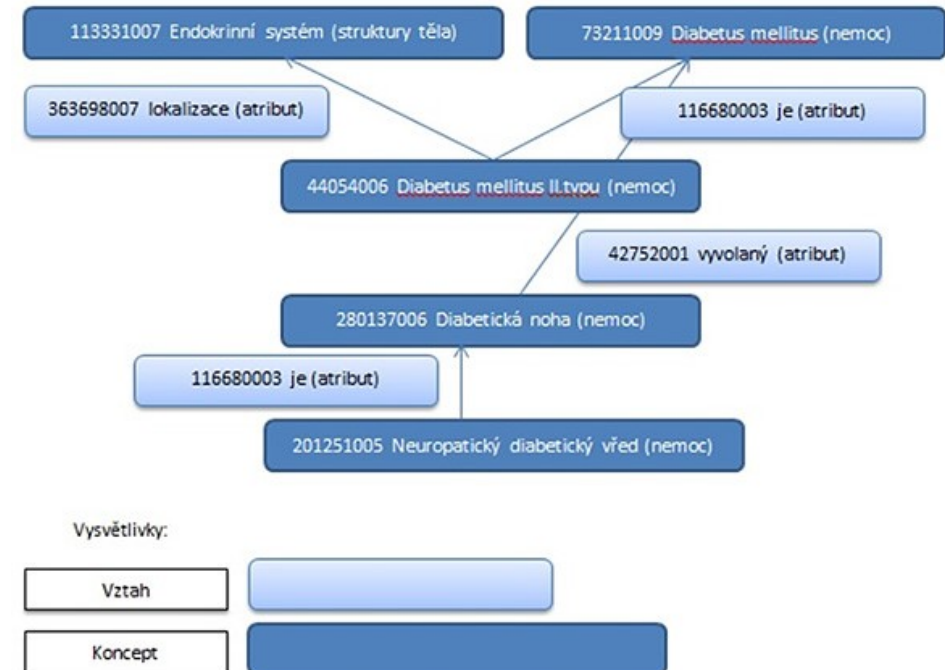 113331007 Endokrinní systém (struktury těla)
73211009 Diabetus mellitus (nemoc)
363698007 lokalizace (atribut)
116680003 je (atribut)
44054006 Diabetus mellitus II.tvpu (nemoc)
42752001 vyvolaný (atribut)
280137006 Diabetická noha (nemoc)
116680003 je (atribut)
201251005 Neuropatický diabetický vřed (nemoc)
Vysvětlivky:
Vztah
Koncept